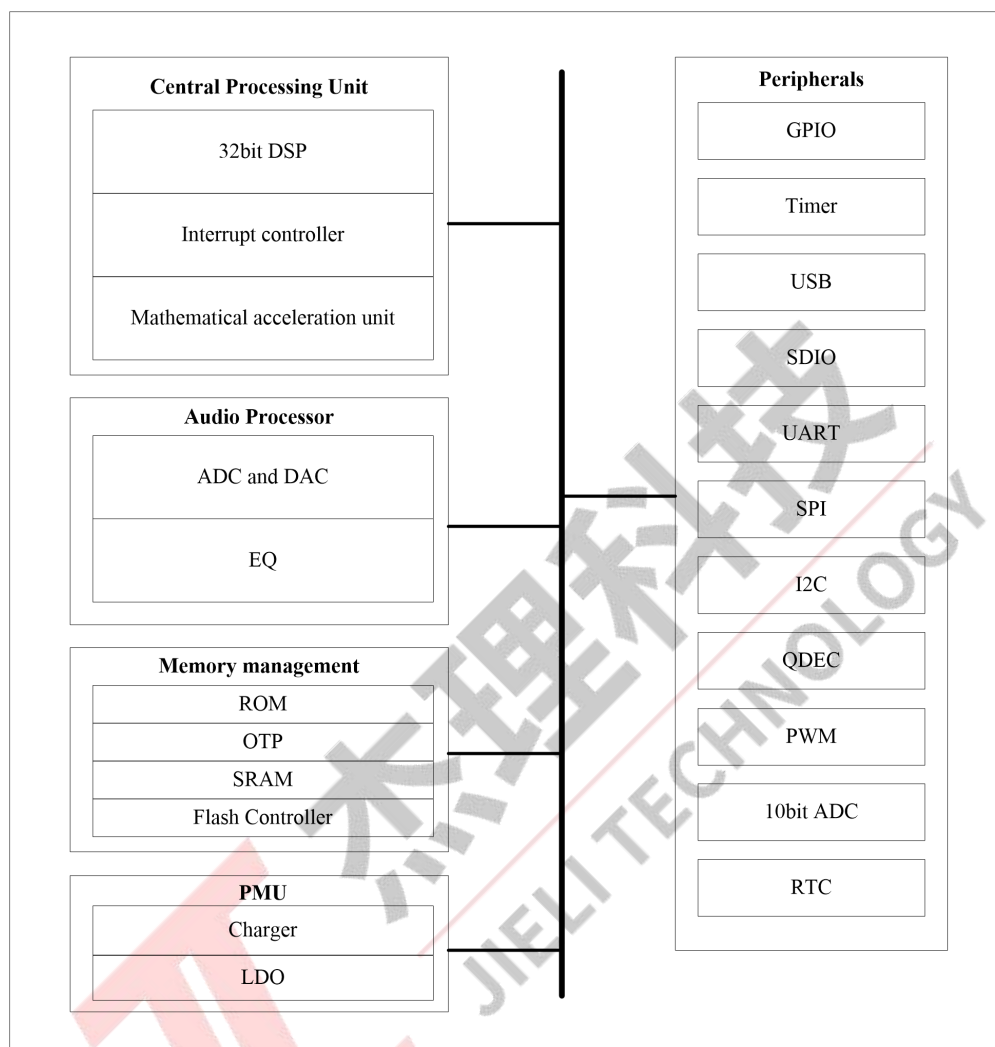 Central Processing Unit
32bit DSP
Interrupt controller
Mathematical acceleration unit
Audio Processor
ADC and DAC
EQ
Memory management
ROM
OTP
SRAM
Flash Controller
PMU
Charger
LDO
Peripherals
GPIO
Timer
USB
SDIO
UART
SPI
I2C
QDEC
PWM
10bit ADC
RTC
杰理科技
JIELI TECHNOLOGY